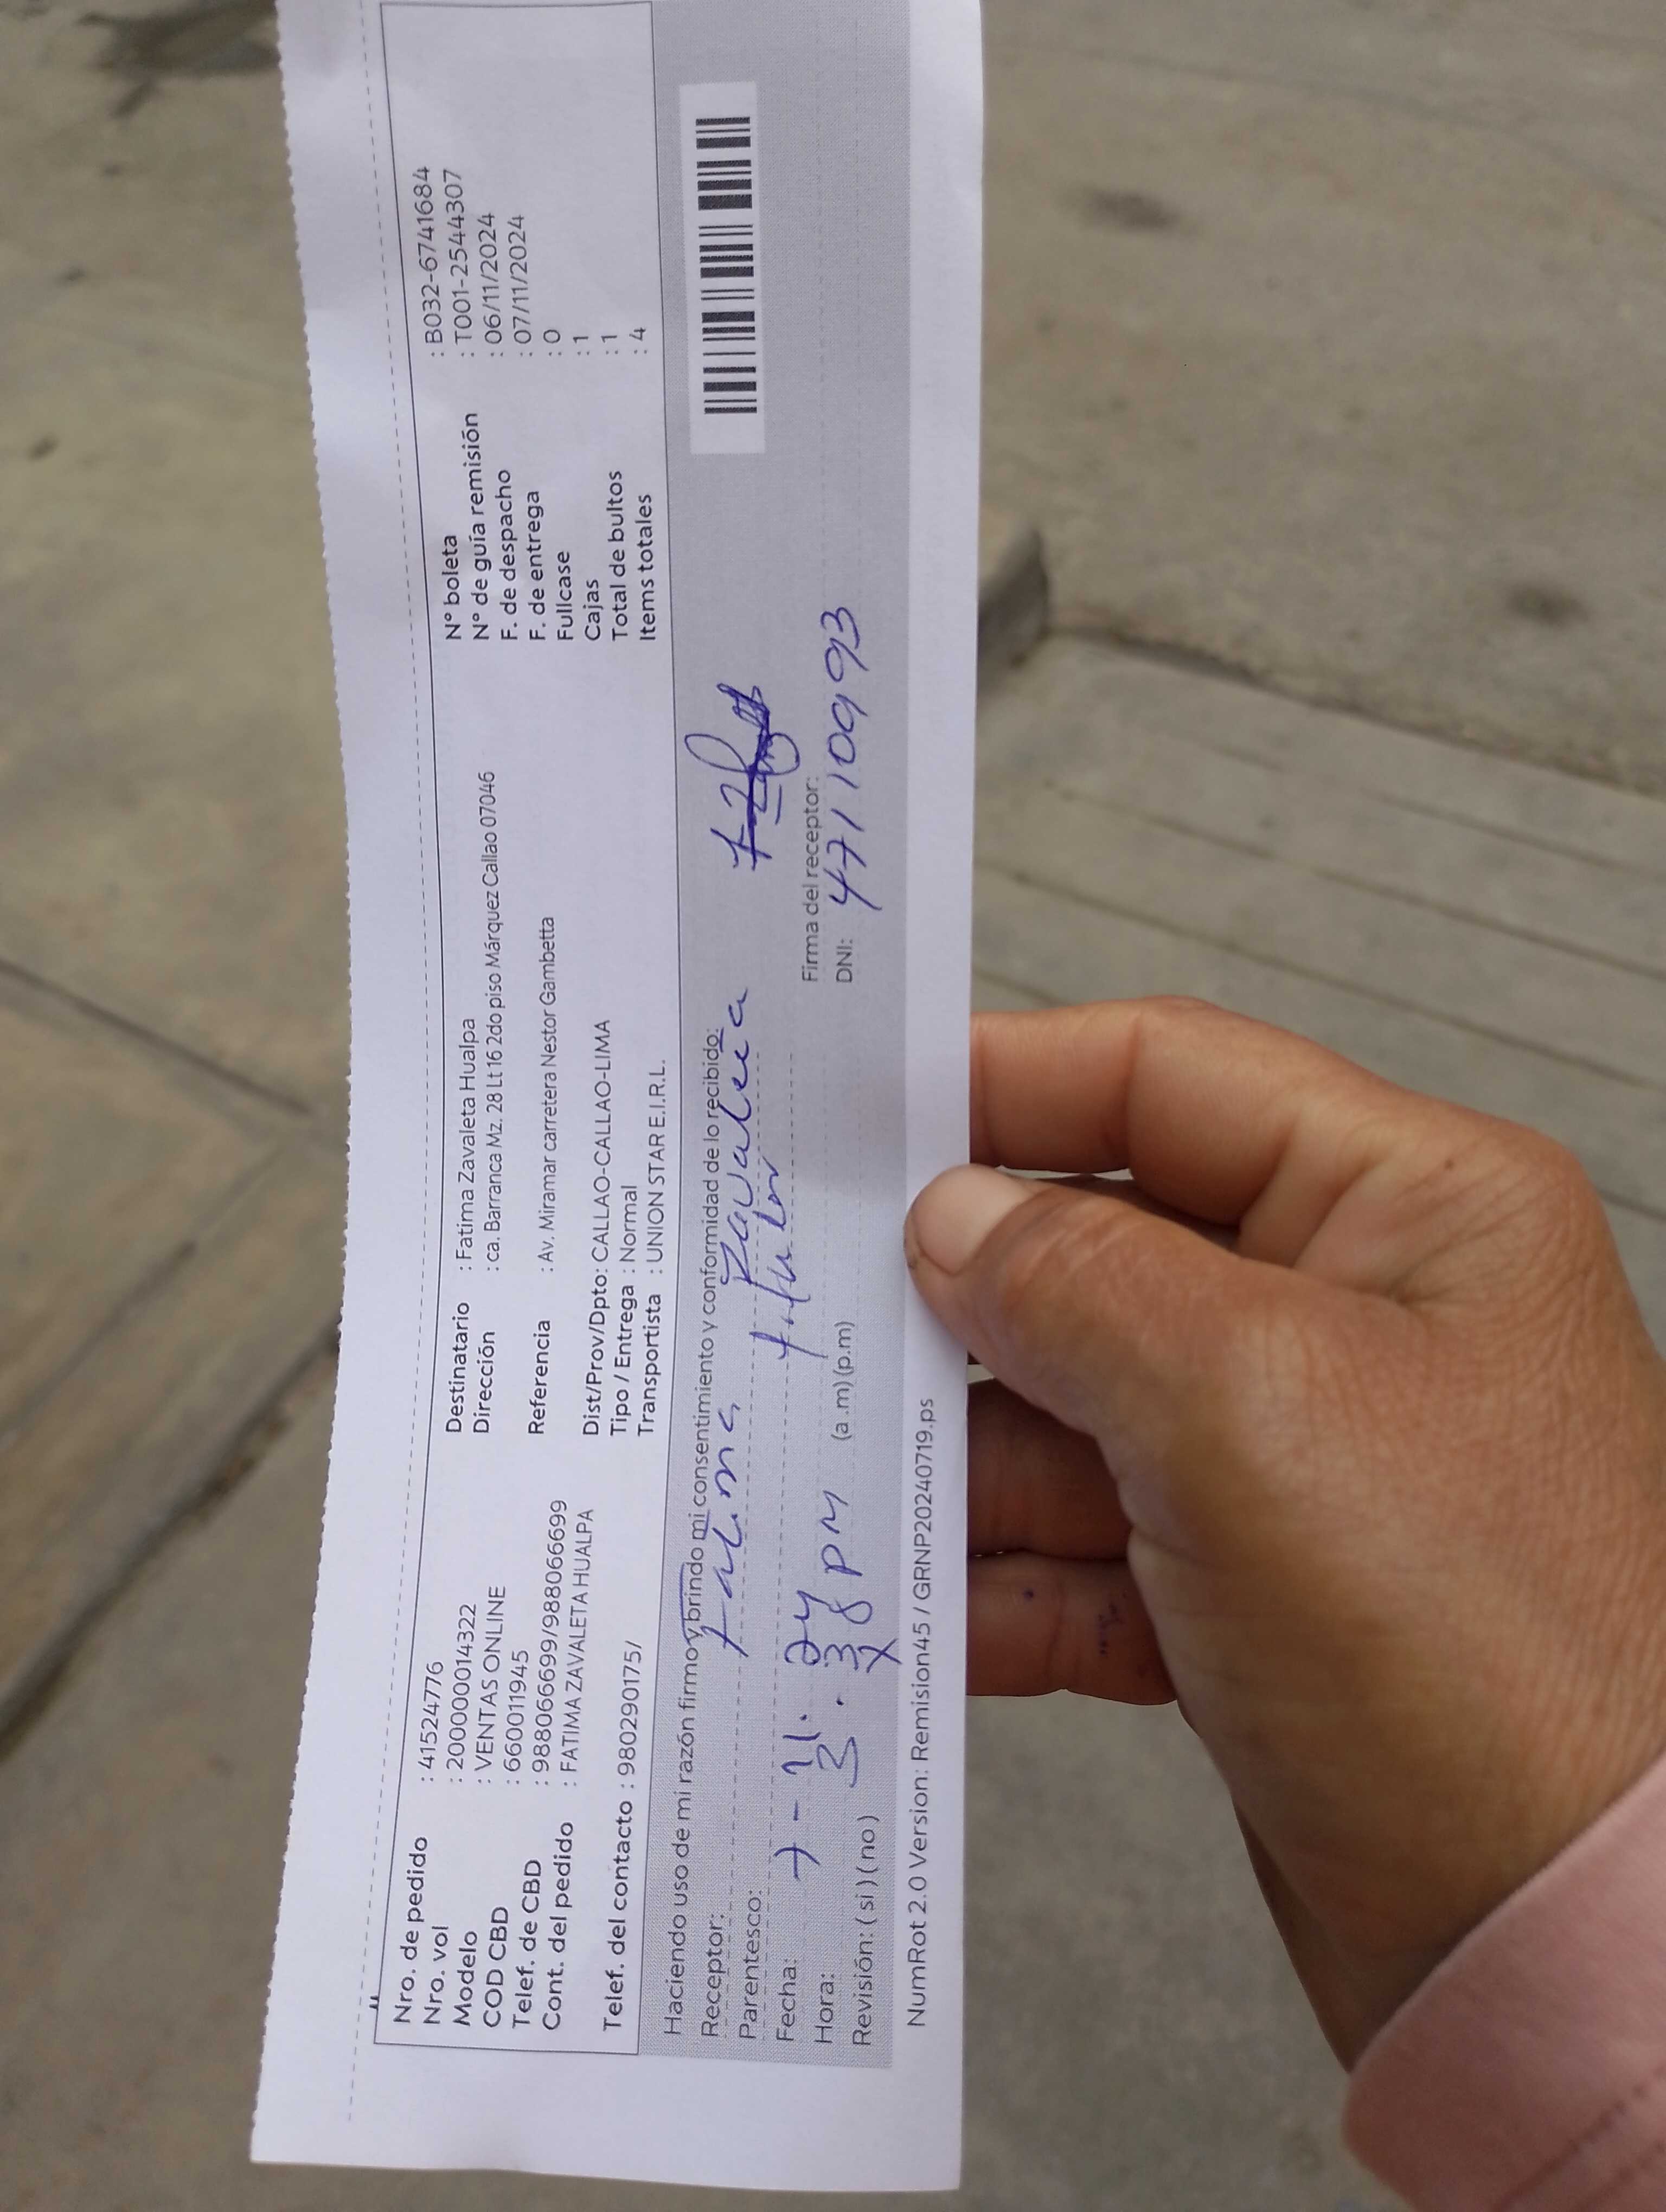 Nro. de pedido : 41524776
Nro. vol : 200000014322
Modelo : VENTAS ONLINE
COD CBD : 660011945
Telef. de CBD : 988066699/988066699
Cont. del pedido : FATIMA ZAVALETA HUALPA
Telef. del contacto : 980290175/
Destinatario : Fatima Zavaleta Hualpa
Dirección : ca. Barranca Mz. 28 Lt 16 2do piso Márquez Callao 07046
Referencia : Av. Miramar carretera Nestor Gambetta
Dist/Prov/Dpto: CALLAO-CALLAO-LIMA
Tipo / Entrega : Normal
Transportista : UNION STAR E.I.R.L.
N° boleta : B032-6741684
N° de guía remisión : T001-2544307
F. de despacho : 06/11/2024
F. de entrega : 07/11/2024
Fullcase : 0
Cajas : 1
Total de bultos : 1
Items totales : 4
Haciendo uso de mi razón firmo y brindo mi consentimiento y conformidad de lo recibido:
Receptor: Fatima Zavaleta
Parentesco: titular
Fecha: 7 - 11. 24
Hora: 3. 38 pm (a .m) (p.m)
Revisión: ( si ) ( no ) X
Firma del receptor:
DNI: 47110993
NumRot 2.0 Version: Remision45 / GRNP20240719.ps